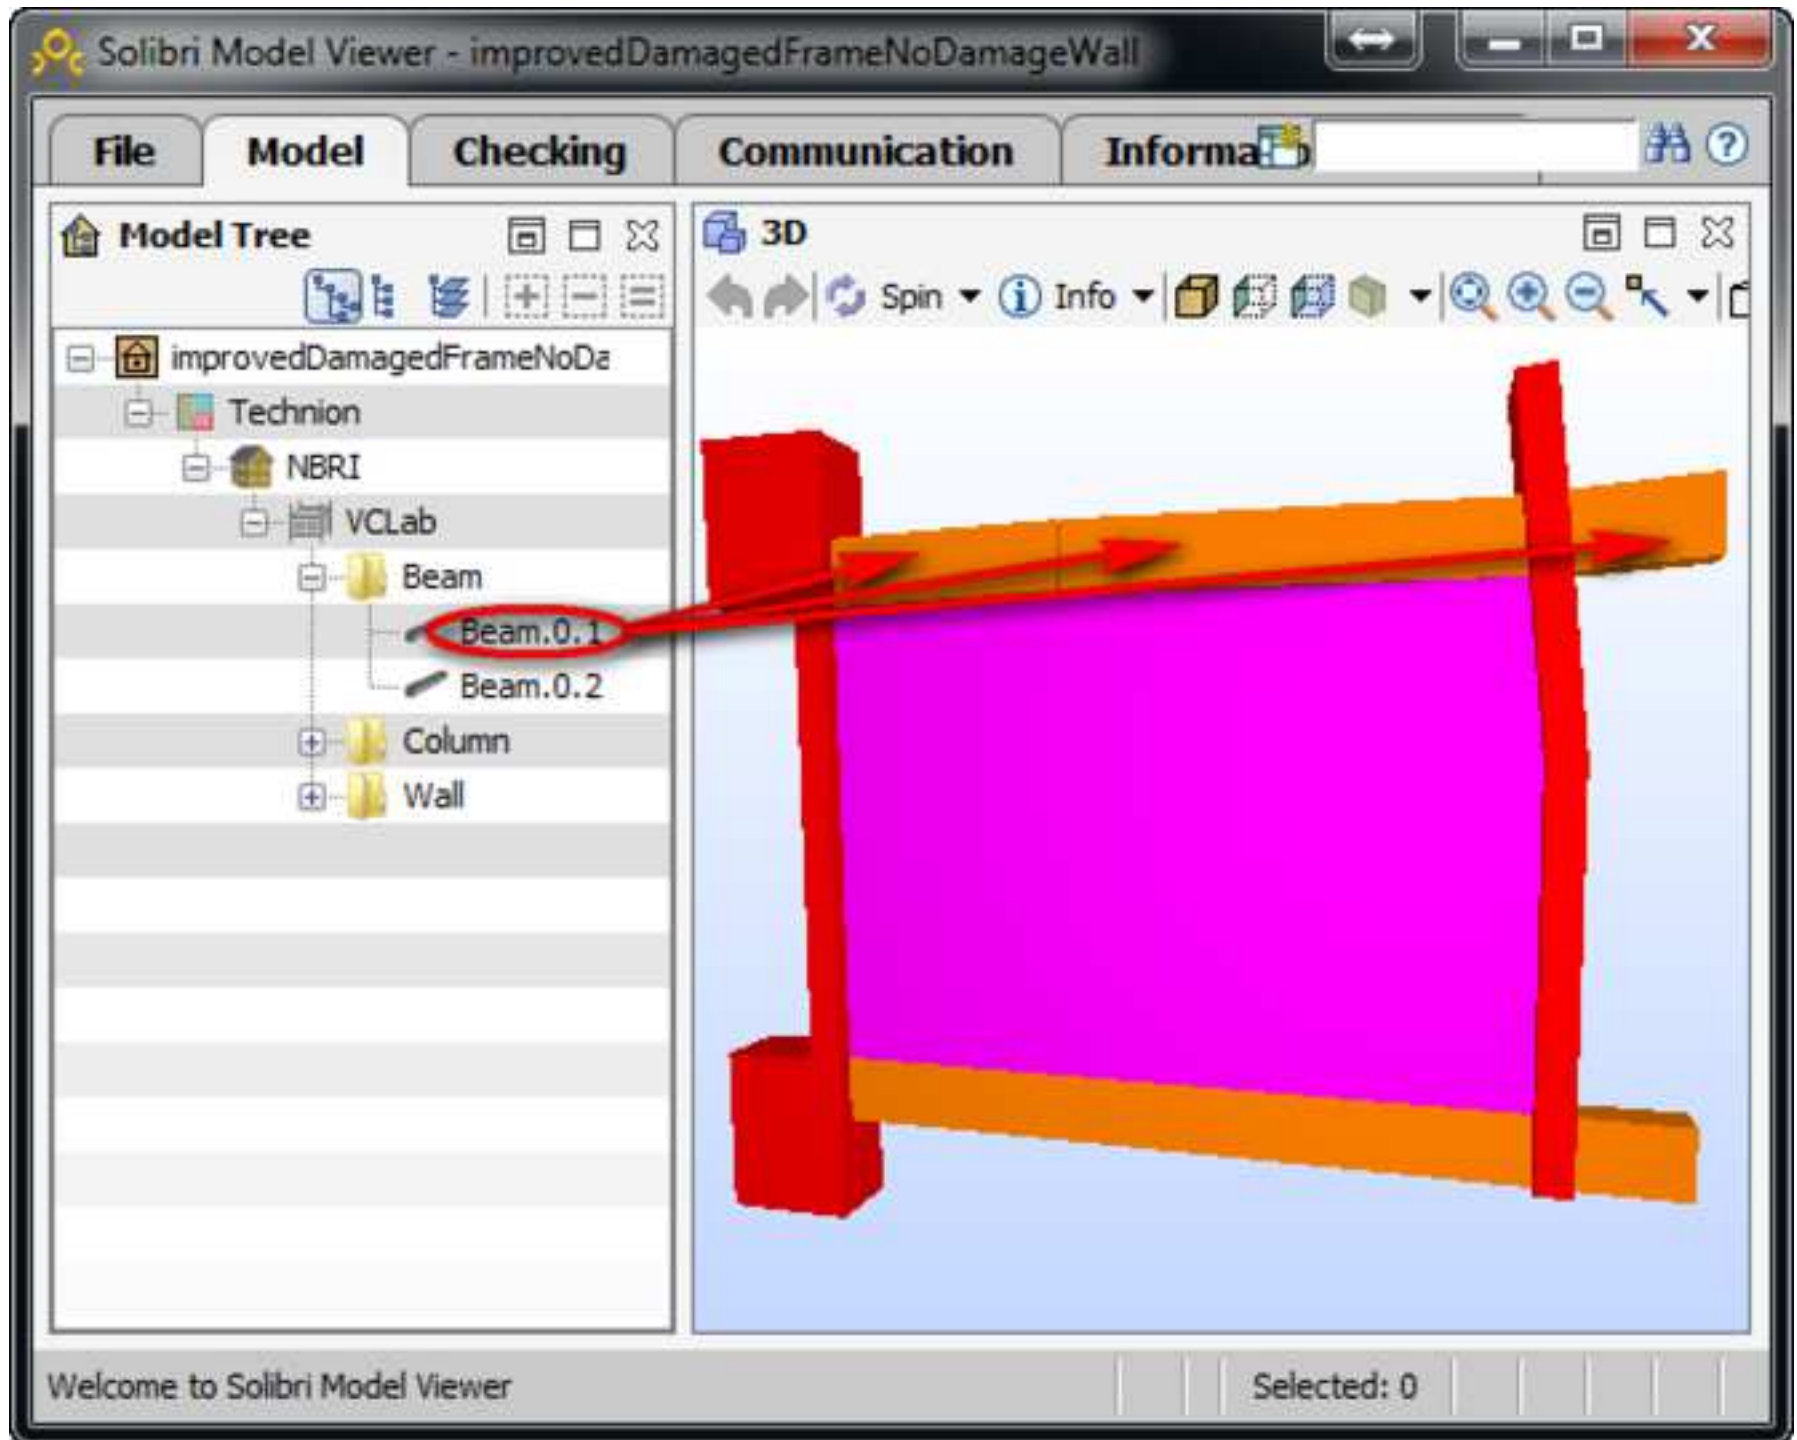 Solibri Model Viewer - improvedDamagedFrameNoDamageWall
File Model Checking Communication
Model Tree
3D
Spin Info
improvedDamagedFrameNoDa
Technion
NBRI
VCLab
Beam
Beam.0.1
Beam.0.2
Column
Wall
Welcome to Solibri Model Viewer
Selected: 0